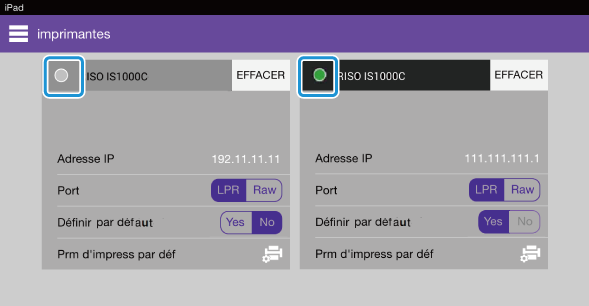 iPad
imprimantes
ISO IS1000C EFFACER
Adresse IP 192.11.11.11
Port LPR Raw
Définir par défaut Yes No
Prm d'impress par déf
RISO IS1000C EFFACER
Adresse IP 111.111.111.1
Port LPR Raw
Définir par défaut Yes No
Prm d'impress par déf